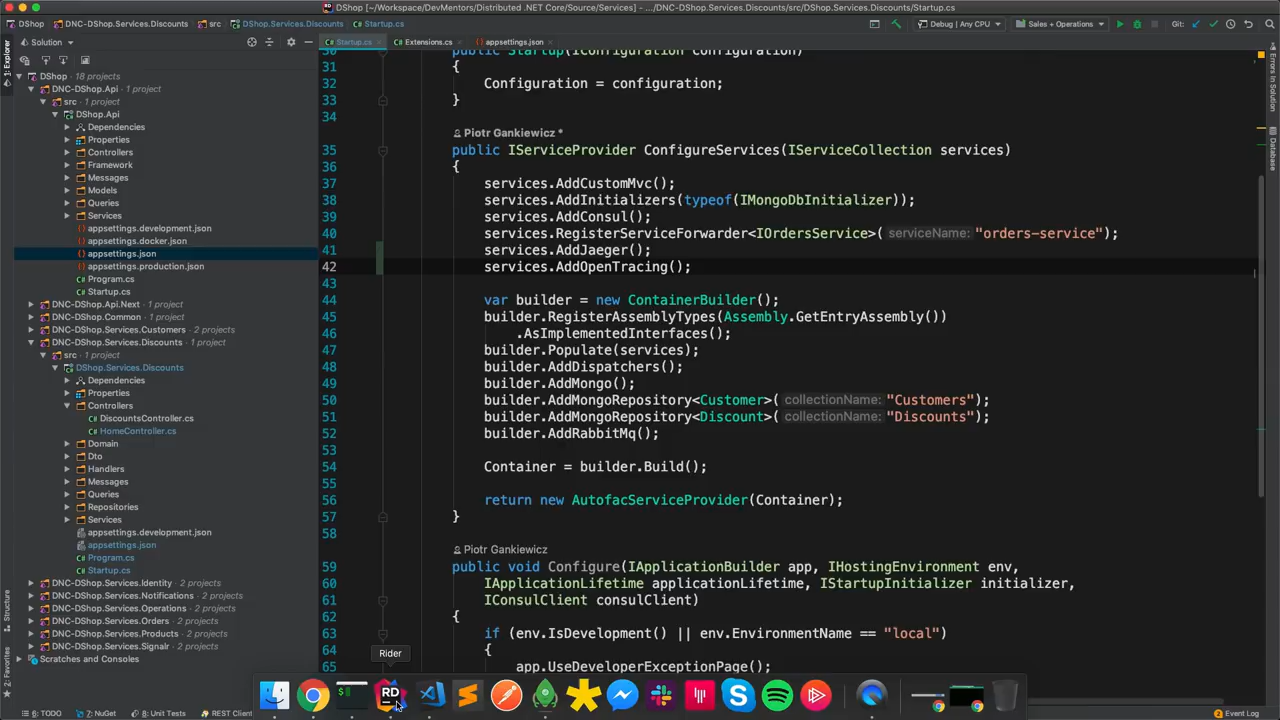 DShop [~/Workspace/DevMentors/Distributed .NET Core/Source/Services] - .../DNC-DShop.Services.Discounts/src/DShop.Services.Discounts/Startup.cs
DShop
DNC-DShop.Services.Discounts
src
DShop.Services.Discounts
Startup.cs
Debug | Any CPU
Sales + Operations
Git:
Solution
Startup.cs
Extensions.cs
appsettings.json
1: Explorer
Structure
2: Favorites
Errors In Solution
Database
DShop 18 projects
DNC-DShop.Api 1 project
src 1 project
DShop.Api
Dependencies
Properties
Controllers
Framework
Messages
Models
Queries
Services
appsettings.development.json
appsettings.docker.json
appsettings.json
appsettings.production.json
Program.cs
Startup.cs
DNC-DShop.Api.Next 1 project
DNC-DShop.Common 1 project
DNC-DShop.Services.Customers 2 projects
DNC-DShop.Services.Discounts 1 project
src 1 project
DShop.Services.Discounts
Dependencies
Properties
Controllers
DiscountsController.cs
HomeController.cs
Domain
Dto
Handlers
Messages
Queries
Repositories
Services
appsettings.development.json
appsettings.json
Program.cs
Startup.cs
DNC-DShop.Services.Identity 2 projects
DNC-DShop.Services.Notifications 2 projects
DNC-DShop.Services.Operations 2 projects
DNC-DShop.Services.Orders 2 projects
DNC-DShop.Services.Products 2 projects
DNC-DShop.Services.Signalr 2 projects
Scratches and Consoles
30 public Startup(IConfiguration configuration)
31 {
32 Configuration = configuration;
33 }
34
Piotr Gankiewicz *
35 public IServiceProvider ConfigureServices(IServiceCollection services)
36 {
37 services.AddCustomMvc();
38 services.AddInitializers(typeof(IMongoDbInitializer));
39 services.AddConsul();
40 services.RegisterServiceForwarder<IOrdersService>( serviceName: "orders-service");
41 services.AddJaeger();
42 services.AddOpenTracing();
43
44 var builder = new ContainerBuilder();
45 builder.RegisterAssemblyTypes(Assembly.GetEntryAssembly())
46 .AsImplementedInterfaces();
47 builder.Populate(services);
48 builder.AddDispatchers();
49 builder.AddMongo();
50 builder.AddMongoRepository<Customer>( collectionName: "Customers");
51 builder.AddMongoRepository<Discount>( collectionName: "Discounts");
52 builder.AddRabbitMq();
53
54 Container = builder.Build();
55
56 return new AutofacServiceProvider(Container);
57 }
58
Piotr Gankiewicz
59 public void Configure(IApplicationBuilder app, IHostingEnvironment env,
60 IApplicationLifetime applicationLifetime, IStartupInitializer initializer,
61 IConsulClient consulClient)
62 {
63 if (env.IsDevelopment() || env.EnvironmentName == "local")
64 {
65 app.UseDeveloperExceptionPage();
Rider
RD
6: TODO
7: NuGet
8: Unit Tests
REST Client
Event Log